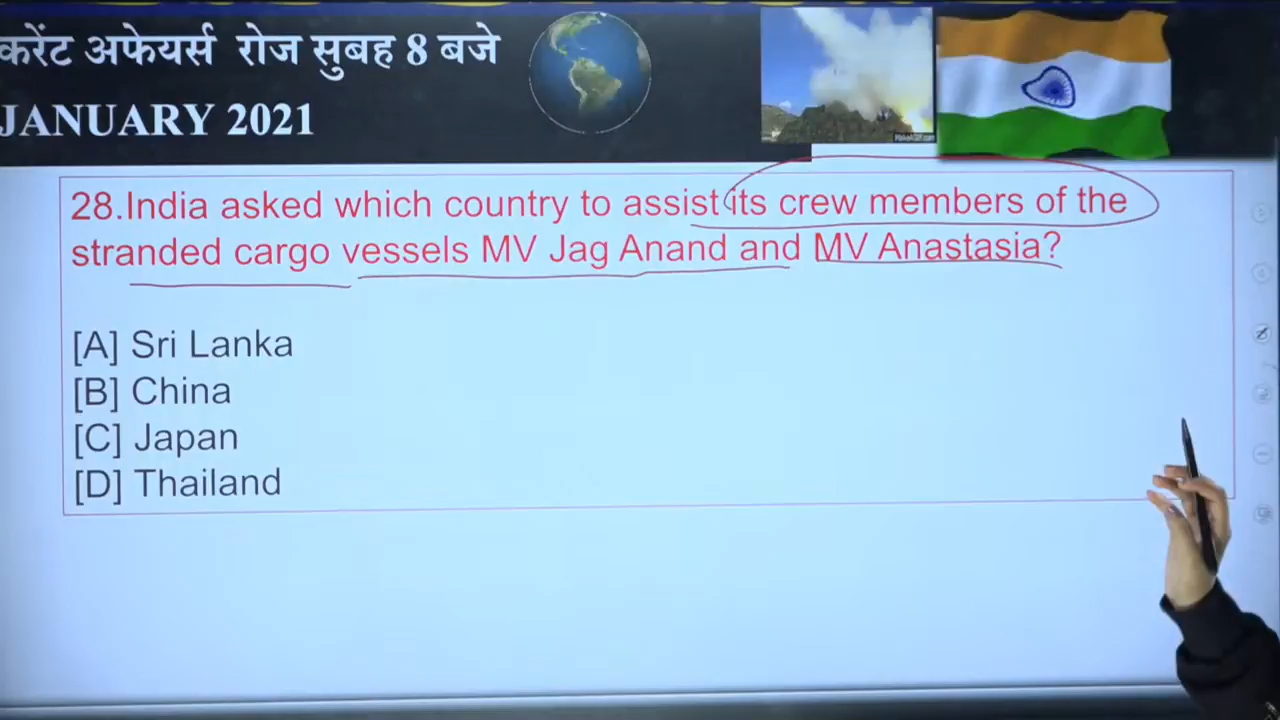 करेंट अफेयर्स रोज सुबह 8 बजे
JANUARY 2021
28.India asked which country to assist its crew members of the
stranded cargo vessels MV Jag Anand and MV Anastasia?
[A] Sri Lanka
[B] China
[C] Japan
[D] Thailand